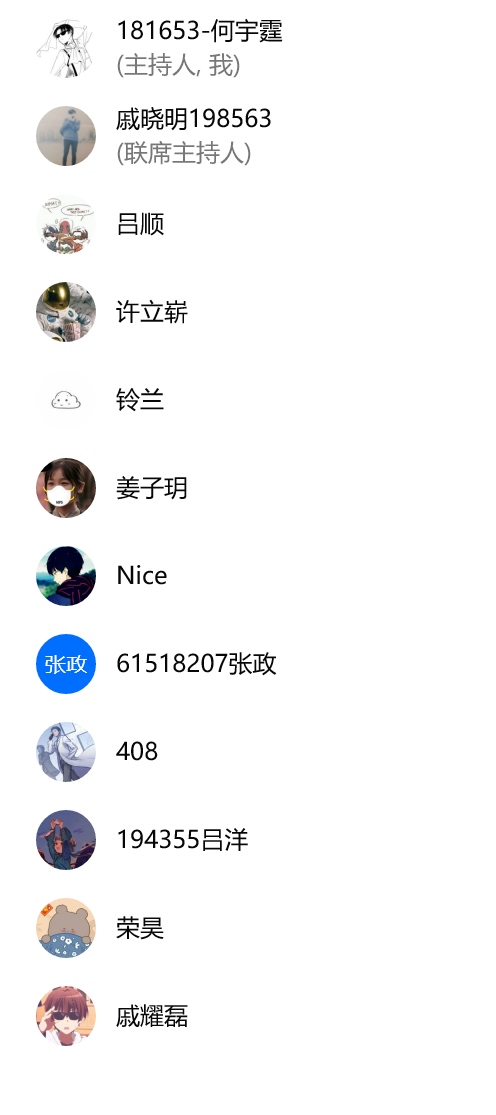 181653-何宇霆
(主持人, 我)
戚晓明198563
(联席主持人)
吕顺
许立崭
铃兰
姜子玥
Nice
张政
61518207张政
408
194355吕洋
荣昊
戚耀磊